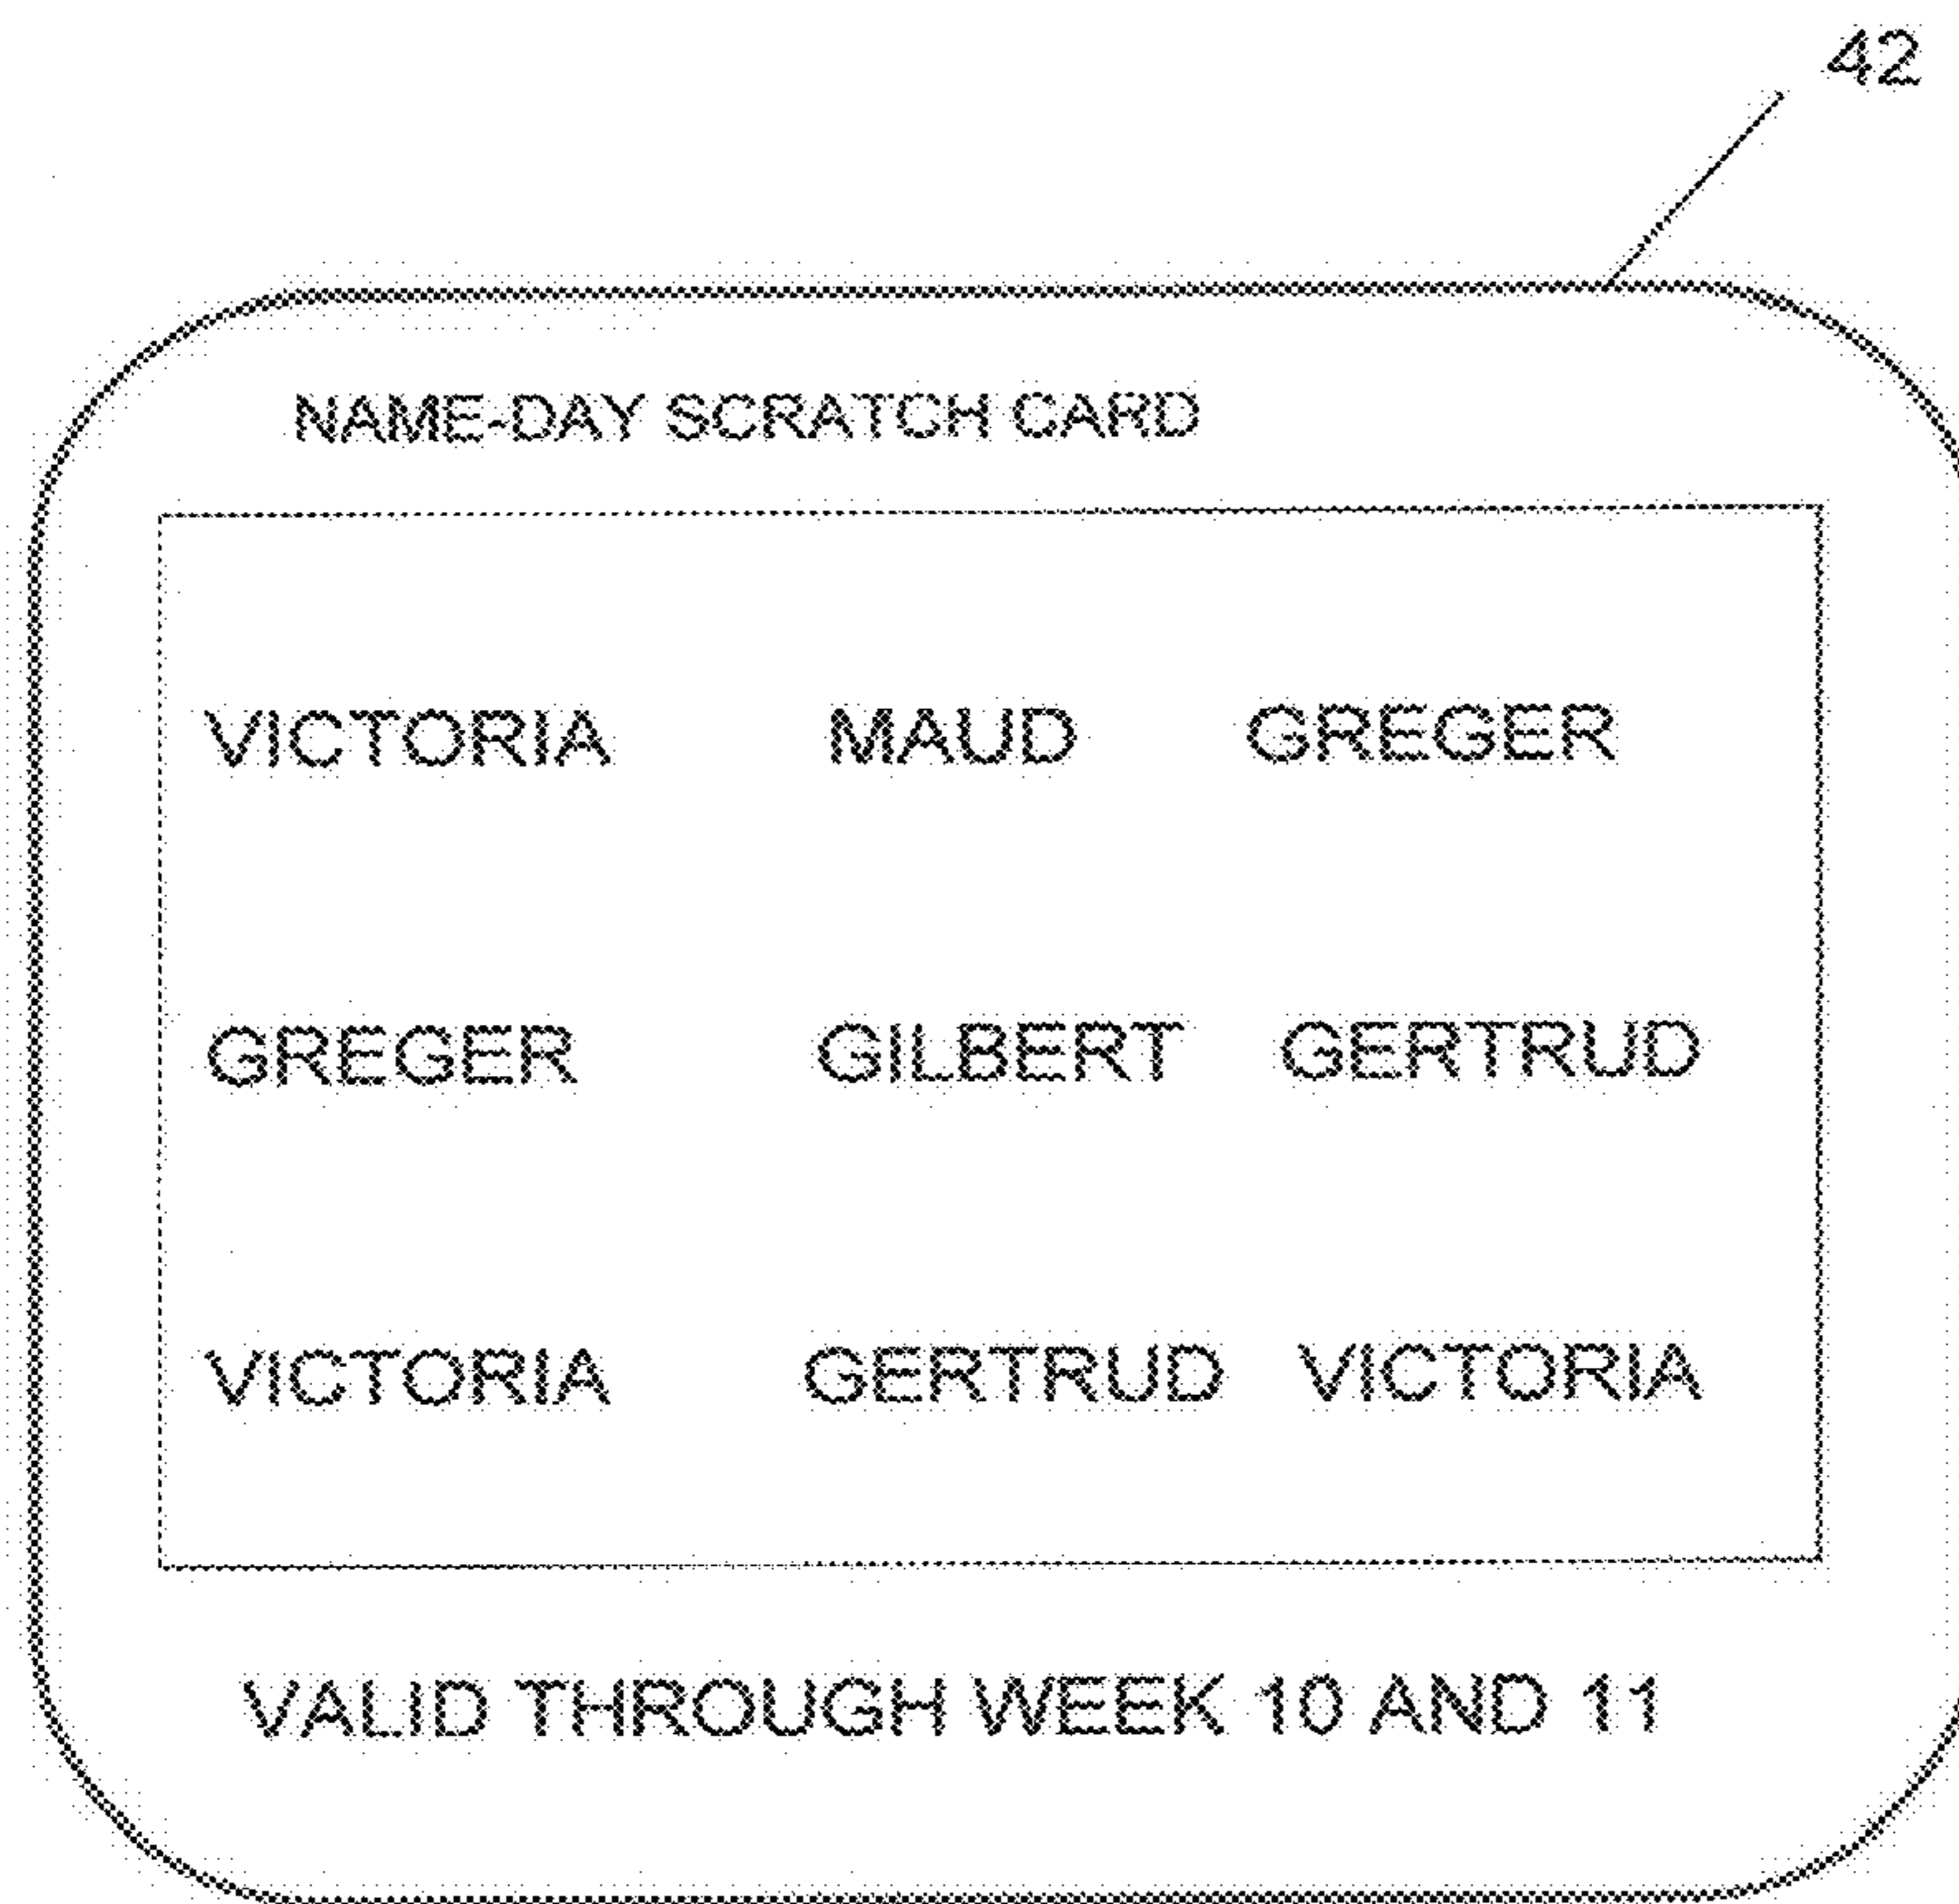 42
NAME-DAY SCRATCH CARD
VICTORIA MAUD GREGER
GREGER GILBERT GERTRUD
VICTORIA GERTRUD VICTORIA
VALID THROUGH WEEK 10 AND 11